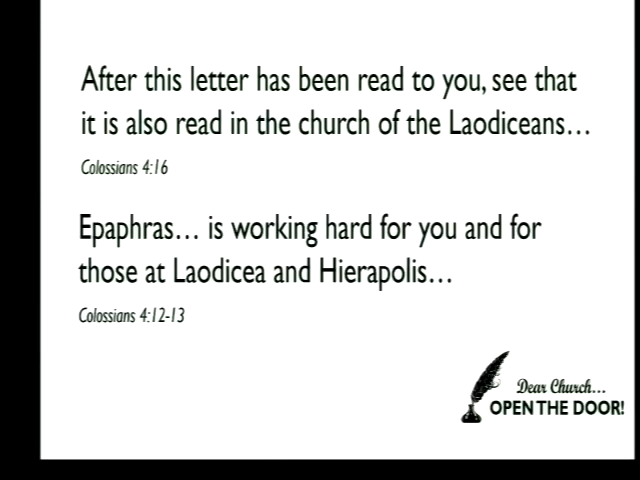 After this letter has been read to you, see that
it is also read in the church of the Laodiceans…
Colossians 4:16
Epaphras… is working hard for you and for
those at Laodicea and Hierapolis…
Colossians 4:12-13
Dear Church…
OPEN THE DOOR!